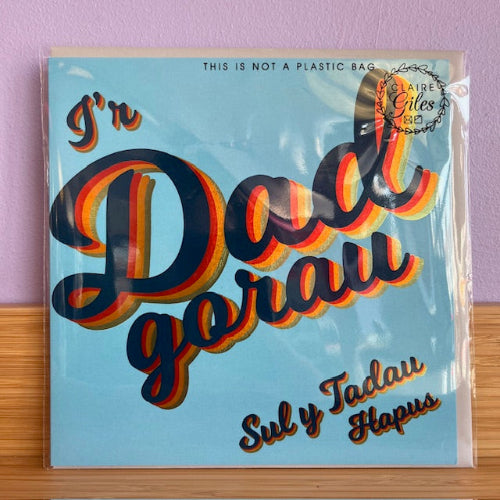 THIS IS NOT A PLASTIC BAG
CLAIRE
Giles
I'r
Dad
gorau
Sul y Tadau
Hapus